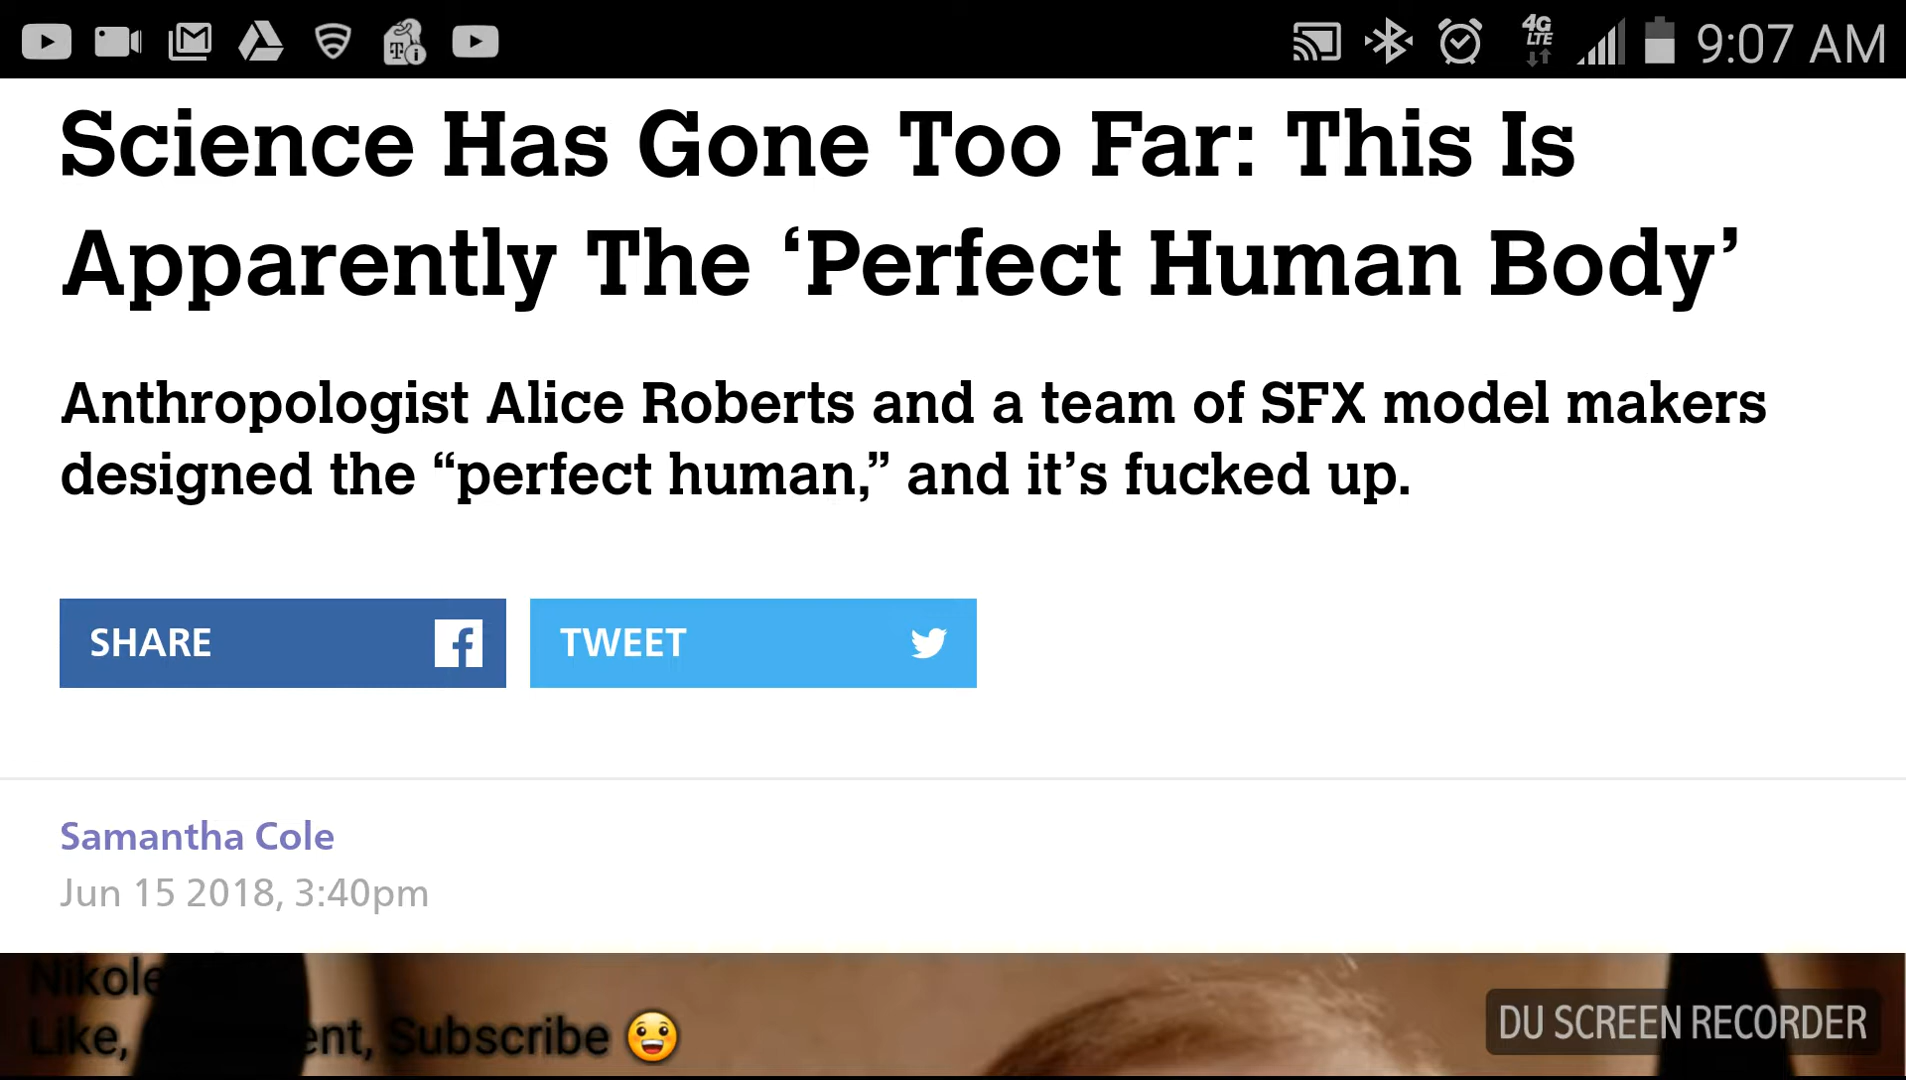 9:07 AM
4G
LTE
Science Has Gone Too Far: This Is
Apparently The ‘Perfect Human Body’
Anthropologist Alice Roberts and a team of SFX model makers
designed the “perfect human,” and it’s fucked up.
SHARE
TWEET
Samantha Cole
Jun 15 2018, 3:40pm
Like, Subscribe 😀
DU SCREEN RECORDER